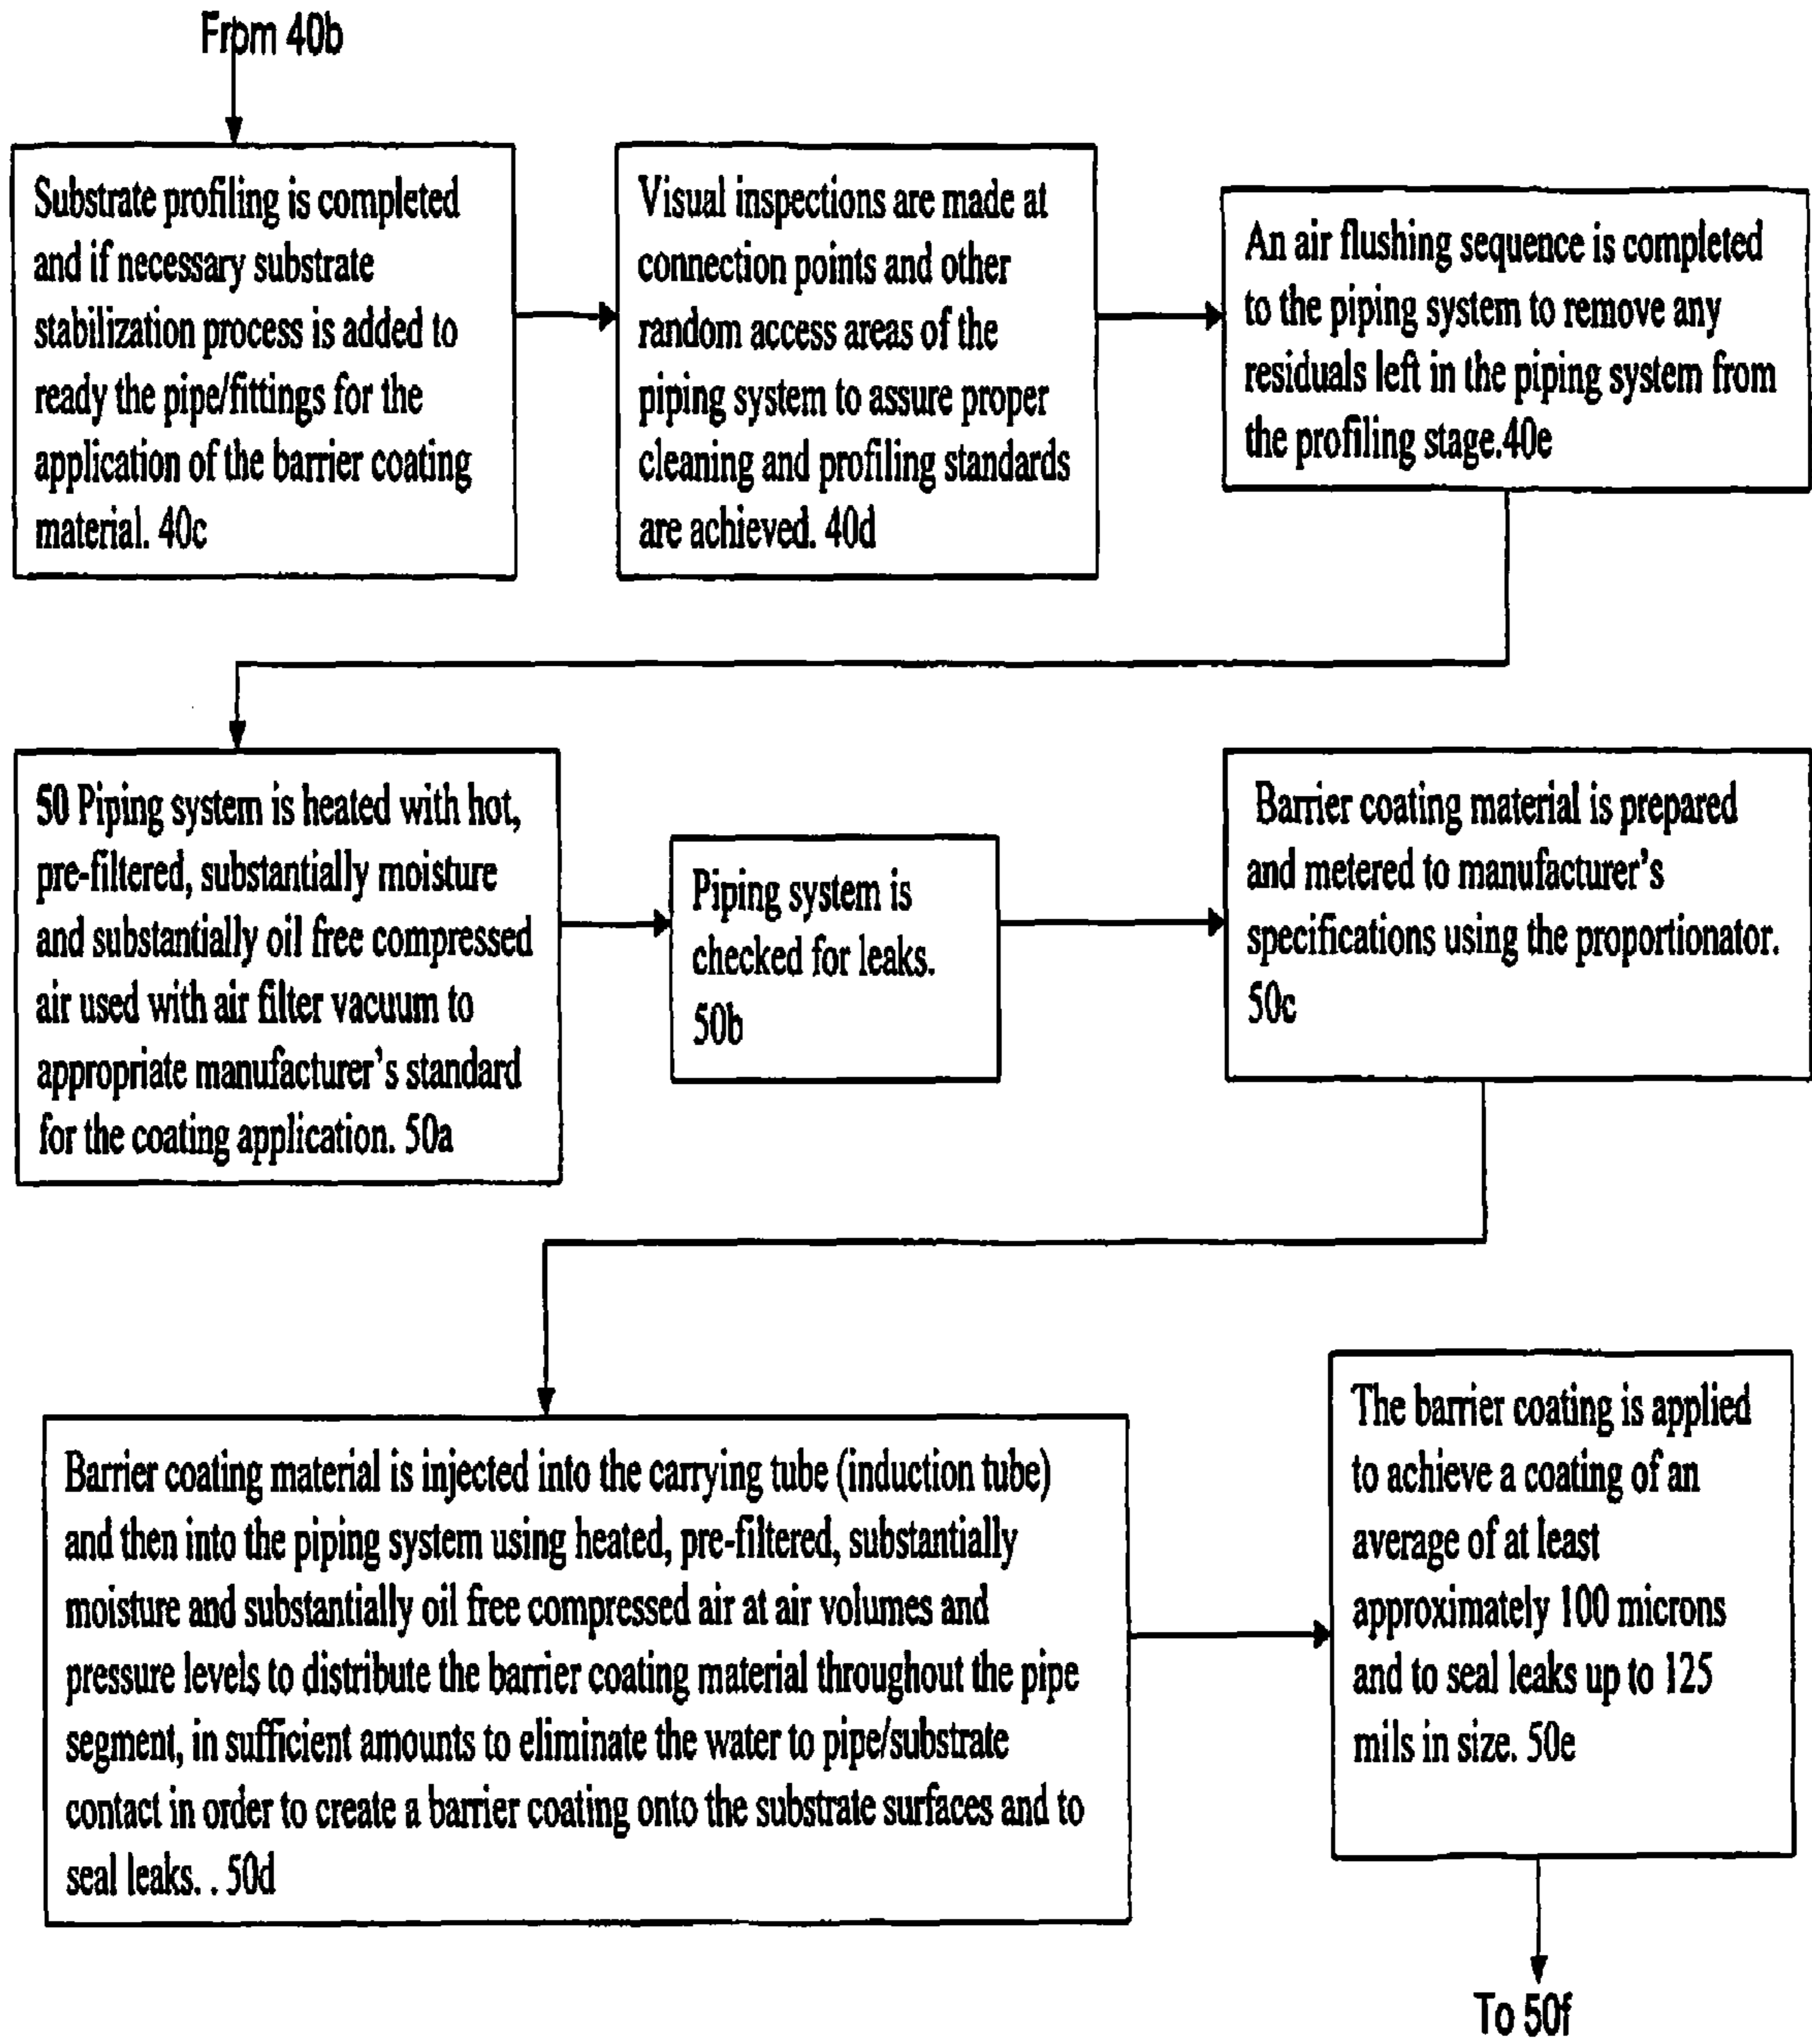 From 40b
Substrate profiling is completed
and if necessary substrate
stabilization process is added to
ready the pipe/fittings for the
application of the barrier coating
material. 40c
Visual inspections are made at
connection points and other
random access areas of the
piping system to assure proper
cleaning and profiling standards
are achieved. 40d
An air flushing sequence is completed
to the piping system to remove any
residuals left in the piping system from
the profiling stage.40e
50 Piping system is heated with hot,
pre-filtered, substantially moisture
and substantially oil free compressed
air used with air filter vacuum to
appropriate manufacturer's standard
for the coating application. 50a
Piping system is
checked for leaks.
50b
Barrier coating material is prepared
and metered to manufacturer's
specifications using the proportionator.
50c
Barrier coating material is injected into the carrying tube (induction tube)
and then into the piping system using heated, pre-filtered, substantially
moisture and substantially oil free compressed air at air volumes and
pressure levels to distribute the barrier coating material throughout the pipe
segment, in sufficient amounts to eliminate the water to pipe/substrate
contact in order to create a barrier coating onto the substrate surfaces and to
seal leaks. . 50d
The barrier coating is applied
to achieve a coating of an
average of at least
approximately 100 microns
and to seal leaks up to 125
mils in size. 50e
To 50f